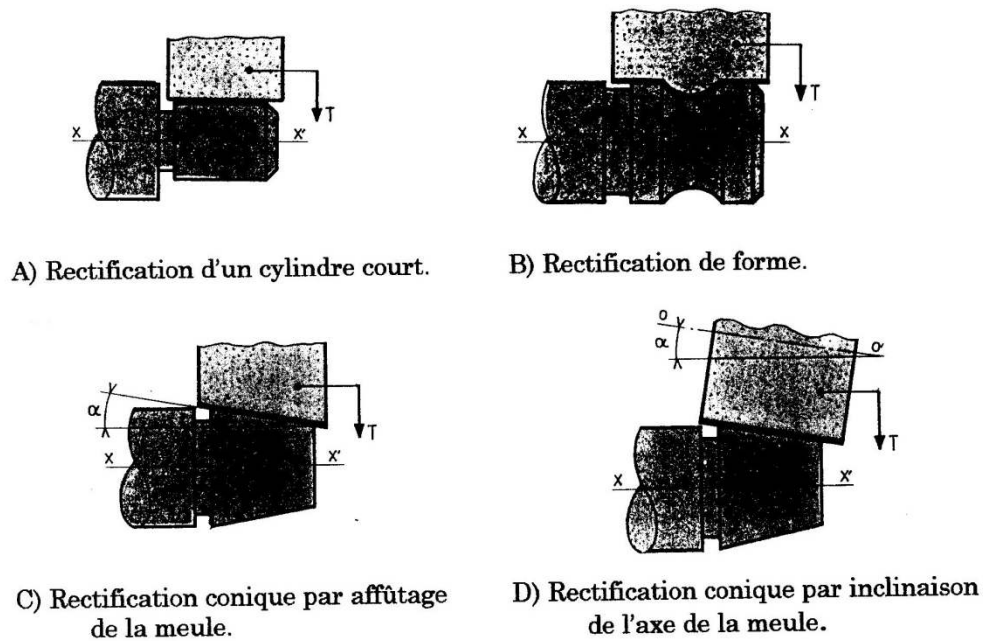 T
X
X'
A) Rectification d'un cylindre court.
T
X
X
B) Rectification de forme.
α
T
X
X'
C) Rectification conique par affûtage
de la meule.
O
O'
α
T
X
X'
D) Rectification conique par inclinaison
de l'axe de la meule.